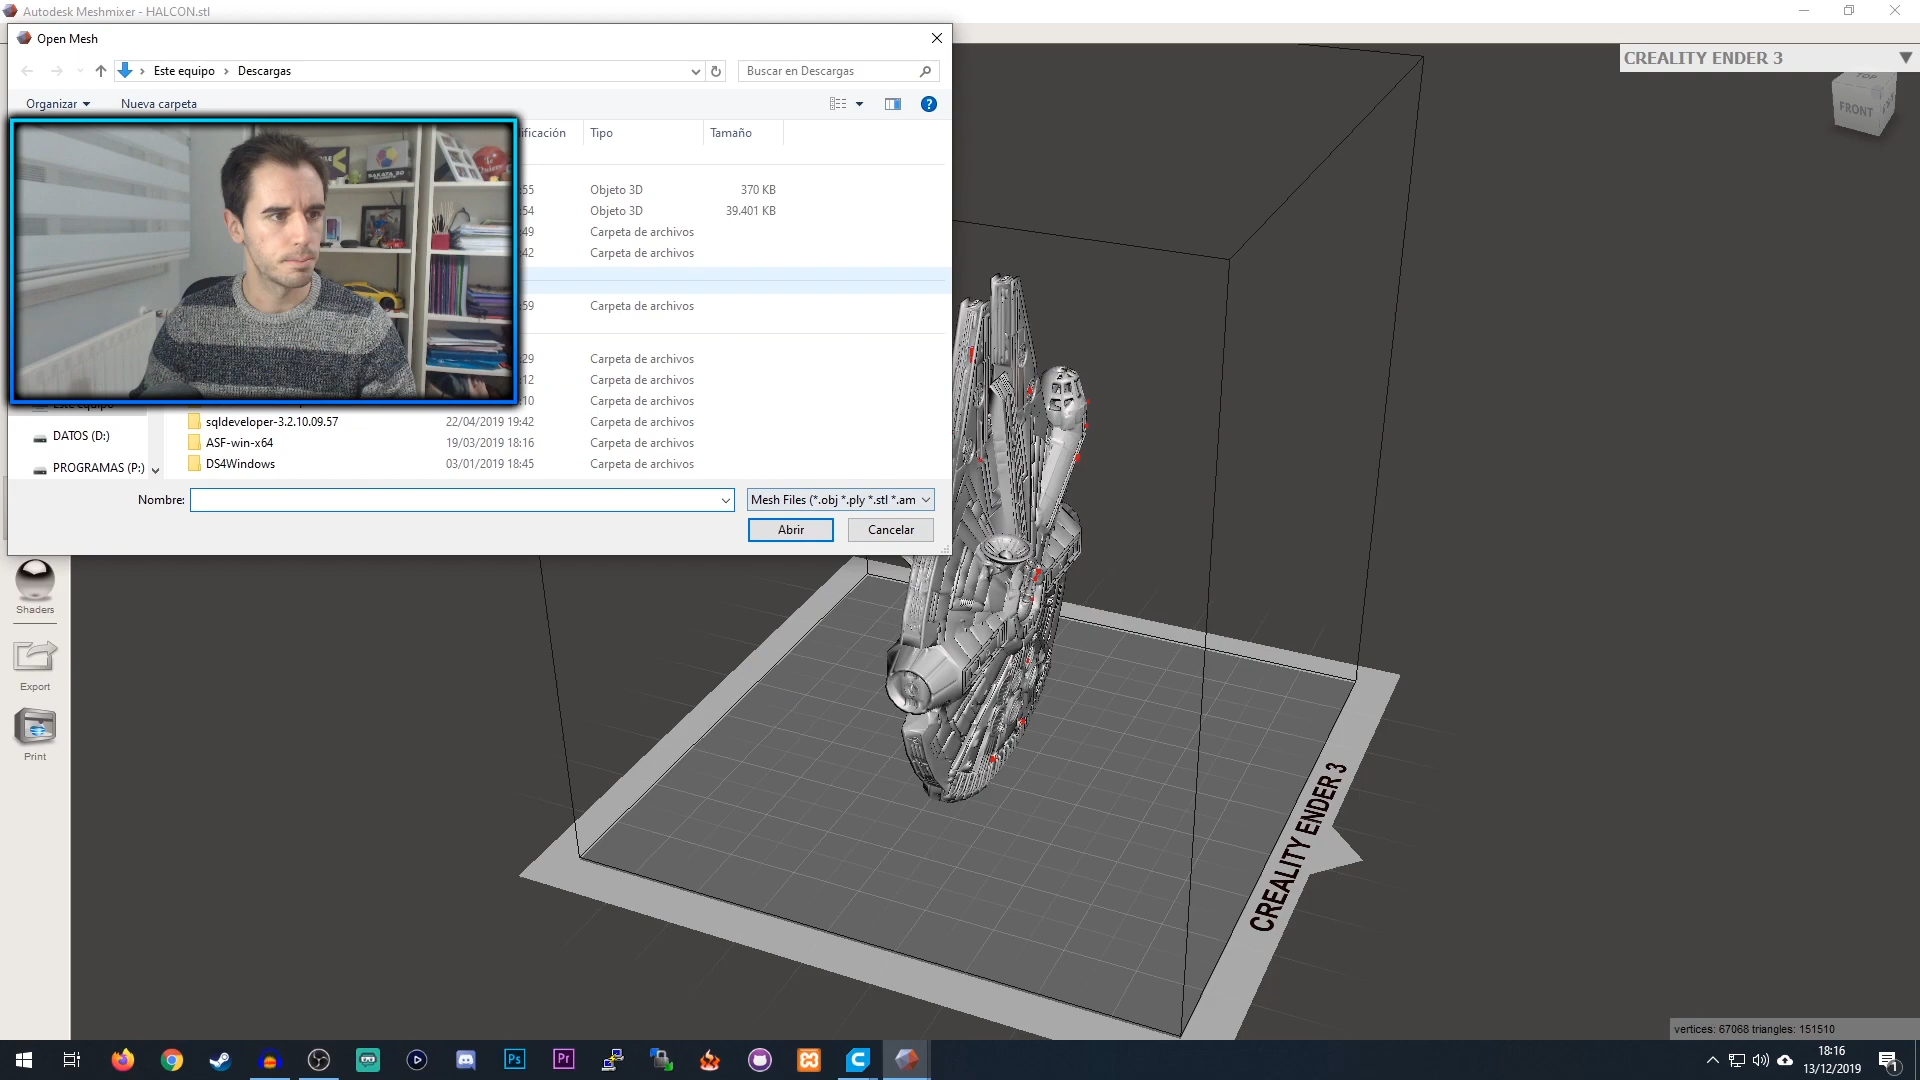 Autodesk Meshmixer - HALCON.stl
Open Mesh
Este equipo › Descargas
Buscar en Descargas
Organizar
Nueva carpeta
CREALITY ENDER 3
TOP
FRONT
ificación
Tipo
Tamaño
:55 Objeto 3D 370 KB
:54 Objeto 3D 39.401 KB
:49 Carpeta de archivos
:42 Carpeta de archivos
:59 Carpeta de archivos
:29 Carpeta de archivos
:12 Carpeta de archivos
:10 Carpeta de archivos
sqldeveloper-3.2.10.09.57 22/04/2019 19:42 Carpeta de archivos
ASF-win-x64 19/03/2019 18:16 Carpeta de archivos
DS4Windows 03/01/2019 18:45 Carpeta de archivos
Este equipo
DATOS (D:)
PROGRAMAS (P:)
Nombre:
Mesh Files (*.obj *.ply *.stl *.am
Abrir
Cancelar
Shaders
Export
Print
CREALITY ENDER 3
vertices: 67068 triangles: 151510
Ps
Pr
18:16
13/12/2019
1